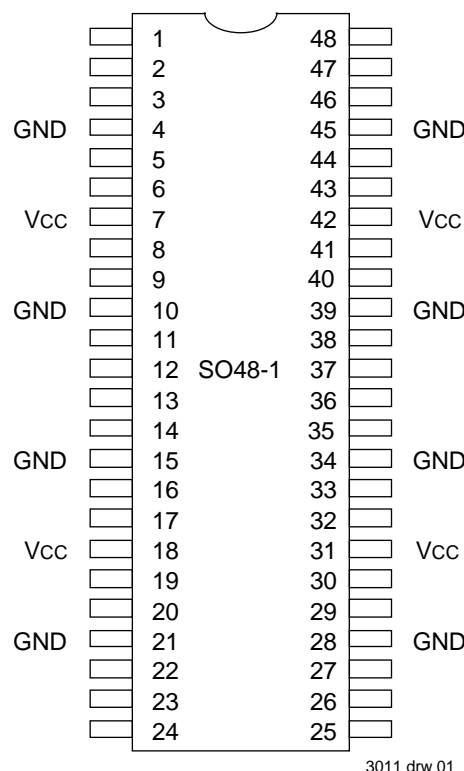 1 48
2 47
3 46
GND 4 45 GND
5 44
6 43
VCC 7 42 VCC
8 41
9 40
GND 10 39 GND
11 38
12 SO48-1 37
13 36
14 35
GND 15 34 GND
16 33
17 32
VCC 18 31 VCC
19 30
20 29
GND 21 28 GND
22 27
23 26
24 25
3011 drw 01